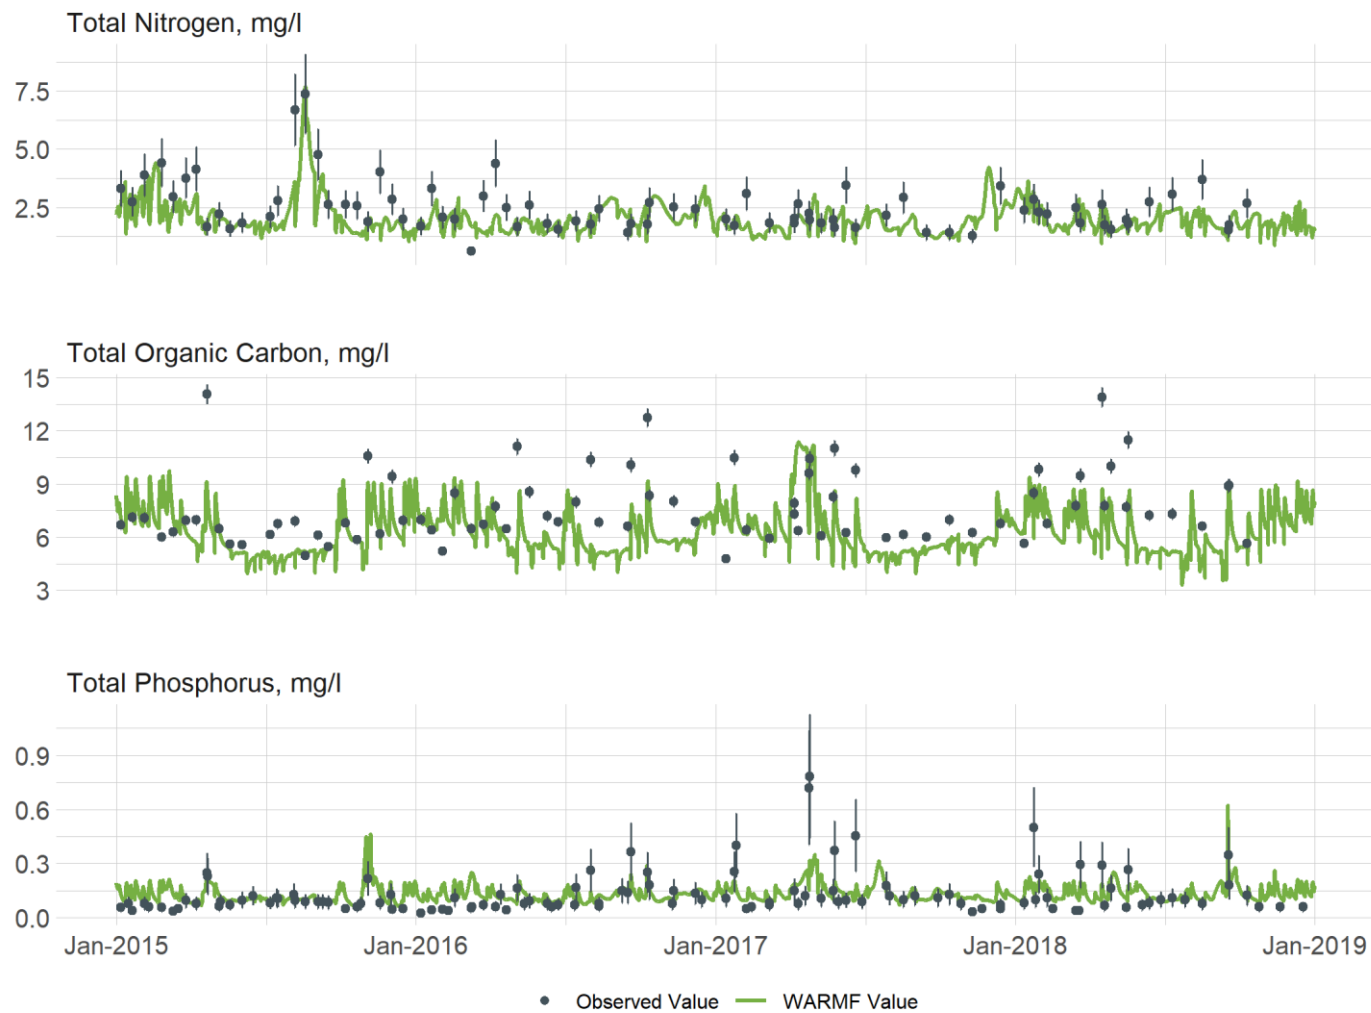 Total Nitrogen, mg/l
7.5
5.0
2.5
Total Organic Carbon, mg/l
15
12
9
6
3
Total Phosphorus, mg/l
0.9
0.6
0.3
0.0
Jan-2015 Jan-2016 Jan-2017 Jan-2018 Jan-2019
Observed Value WARMF Value